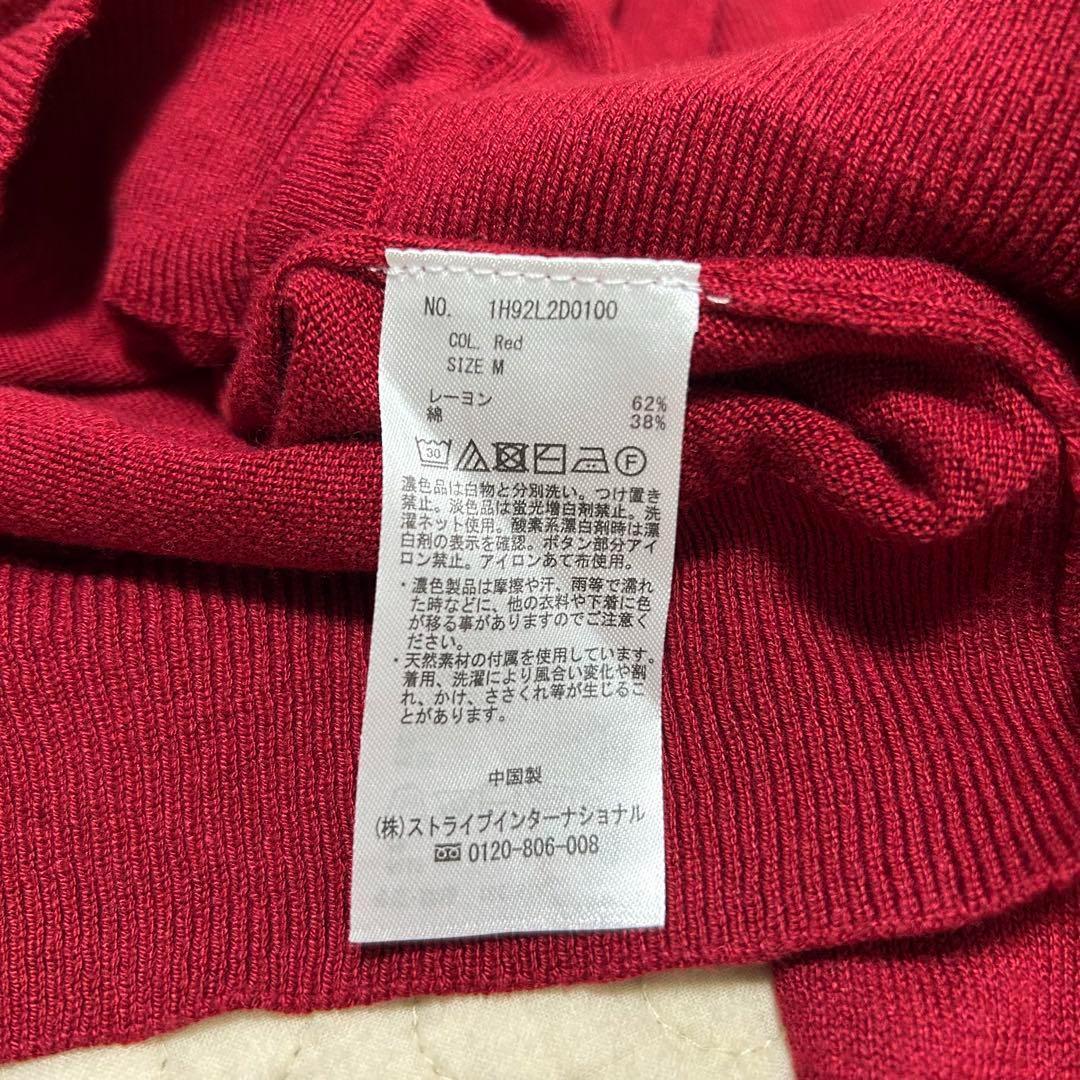 NO. 1H92L2D0100
COL. Red
SIZE M
レーヨン 62%
綿 38%
30 F
濃色品は白物と分別洗い。つけ置き
禁止。淡色品は蛍光増白剤禁止。洗
濯ネット使用。酸素系漂白剤時は漂
白剤の表示を確認。ボタン部分アイ
ロン禁止。アイロンあて布使用。
・濃色製品は摩擦や汗、雨等で濡れ
た時などに、他の衣料や下着に色
が移る事がありますのでご注意く
ださい。
・天然素材の付属を使用しています。
着用、洗濯により風合い変化や割
れ、かけ、ささくれ等が生じるこ
とがあります。
中国製
(株)ストライプインターナショナル
0120-806-008